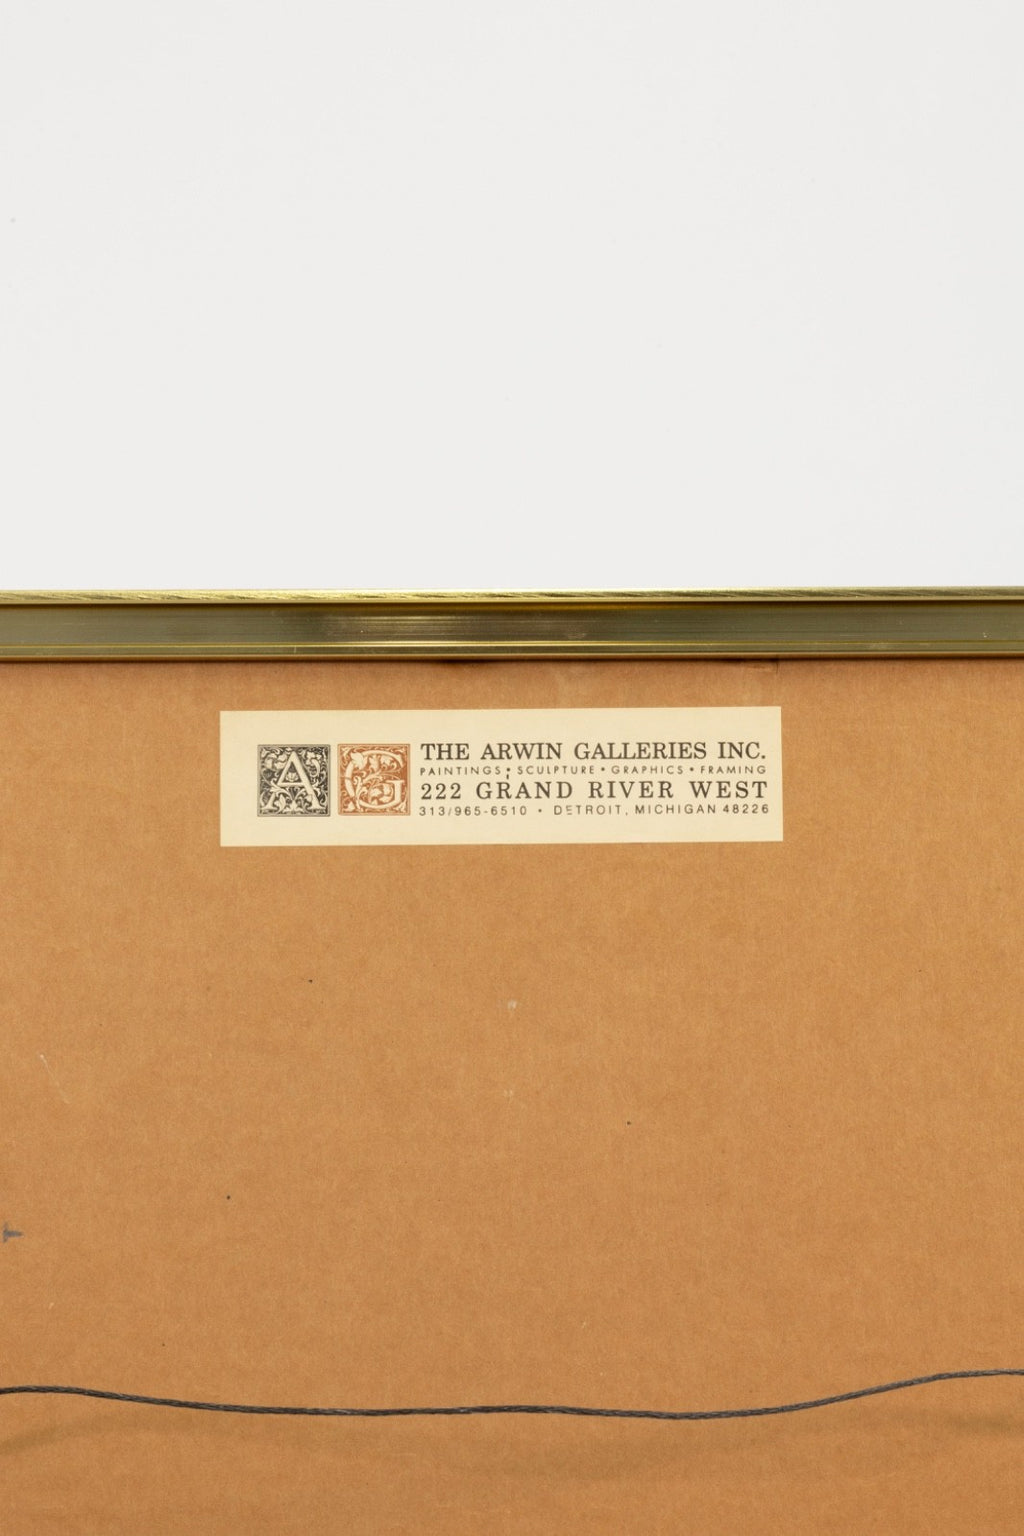 A G
THE ARWIN GALLERIES INC.
PAINTINGS • SCULPTURE • GRAPHICS • FRAMING
222 GRAND RIVER WEST
313/965-6510 • DETROIT, MICHIGAN 48226